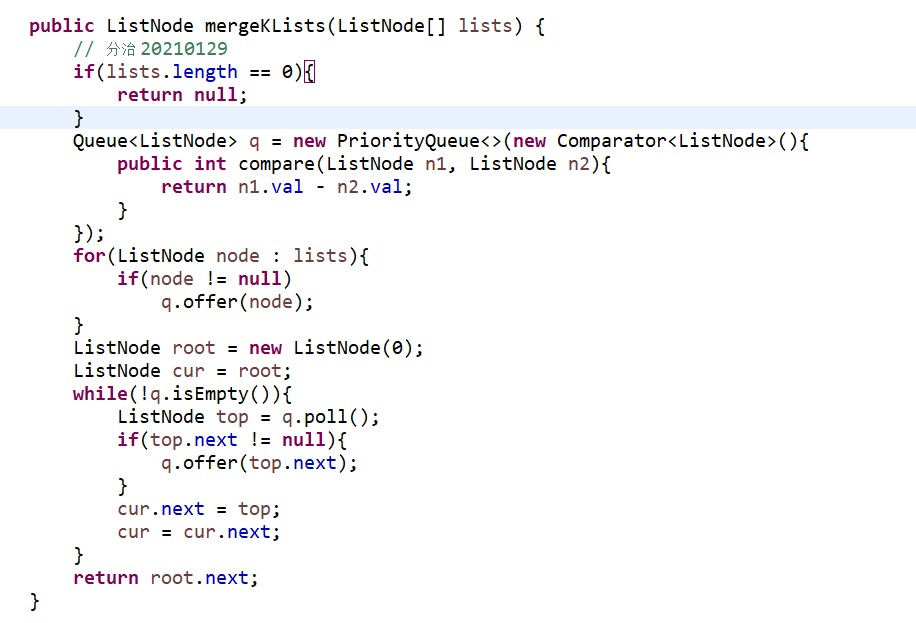 public ListNode mergeKLists(ListNode[] lists) {
    // 分治 20210129
    if(lists.length == 0){
        return null;
    }
    Queue<ListNode> q = new PriorityQueue<>(new Comparator<ListNode>(){
        public int compare(ListNode n1, ListNode n2){
            return n1.val - n2.val;
        }
    });
    for(ListNode node : lists){
        if(node != null)
            q.offer(node);
    }
    ListNode root = new ListNode(0);
    ListNode cur = root;
    while(!q.isEmpty()){
        ListNode top = q.poll();
        if(top.next != null){
            q.offer(top.next);
        }
        cur.next = top;
        cur = cur.next;
    }
    return root.next;
}